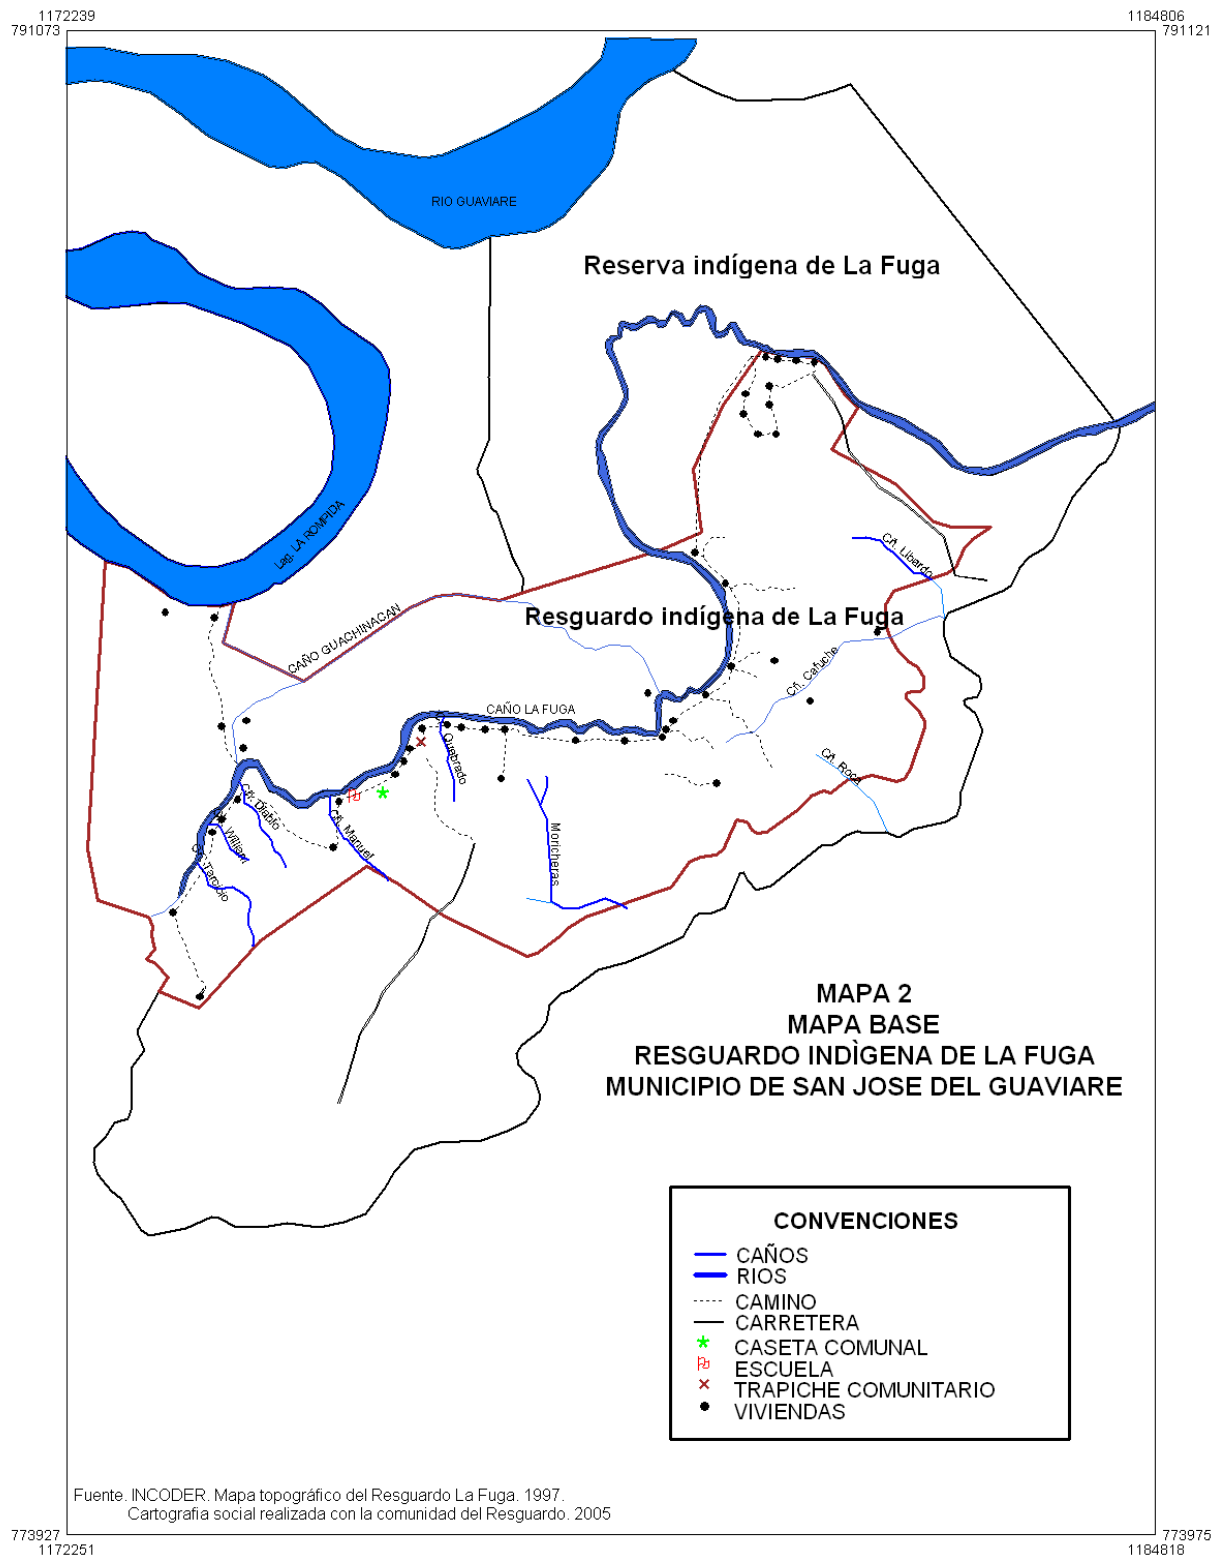 1172239
1184806
791073
791121
RIO GUAVIARE
Reserva indígena de La Fuga
Lag. LA ROMPIDA
Cñ. Libardo
CAÑO GUACHINACAN
Resguardo indígena de La Fuga
Cñ. Cafuche
CAÑO LA FUGA
Quebrado
Cñ. Roca
Cñ. Diablo
Cñ. Manuel
William
Moricheras
Cñ. Tarcicio
MAPA 2
MAPA BASE
RESGUARDO INDÌGENA DE LA FUGA
MUNICIPIO DE SAN JOSE DEL GUAVIARE
CONVENCIONES
CAÑOS
RIOS
CAMINO
CARRETERA
CASETA COMUNAL
ESCUELA
TRAPICHE COMUNITARIO
VIVIENDAS
Fuente. INCODER. Mapa topográfico del Resguardo La Fuga. 1997.
Cartografia social realizada con la comunidad del Resguardo. 2005
773927
773975
1172251
1184818